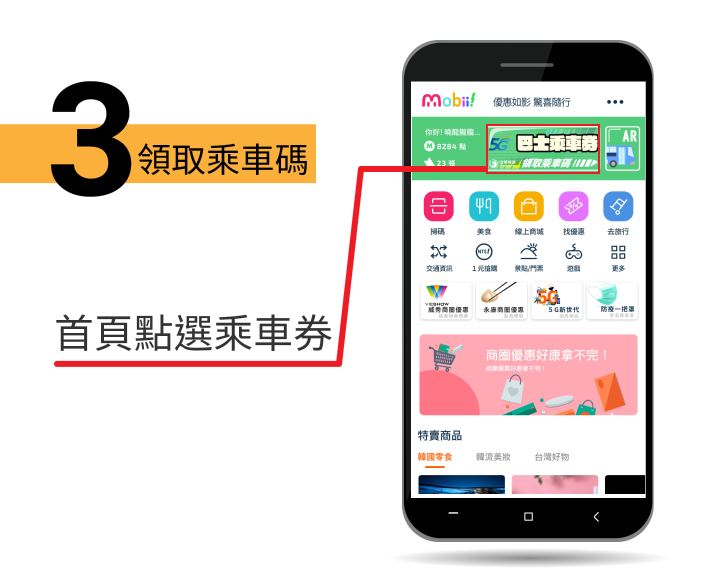 3
領取乘車碼
首頁點選乘車券
mobii!
優惠如影 驚喜隨行
你好! 曉龍龍龍...
M 8284 點
23 張
5G 巴士乘車券
領取乘車碼
AR
掃碼
美食
線上商城
找優惠
去旅行
NT$1
交通資訊
1元搶購
景點/門票
遊戲
更多
VIESHOW
威秀商圈優惠
永康商圈優惠
5G
5G新世代
防疫一把罩
商圈優惠好康拿不完！
商圈優惠好康拿不完！
特賣商品
韓國零食
韓流美妝
台灣好物